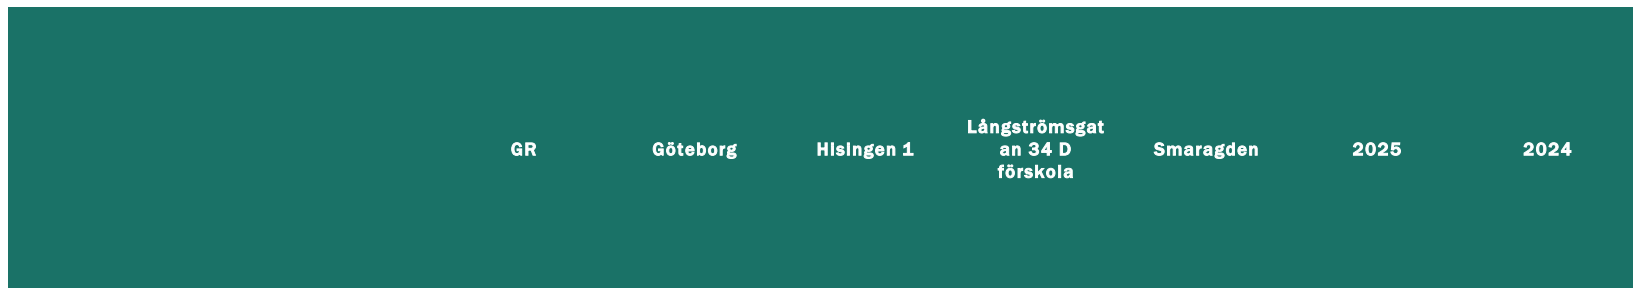 GR
Göteborg
Hisingen 1
Långströmsgat
an 34 D
förskola
Smaragden
2025
2024